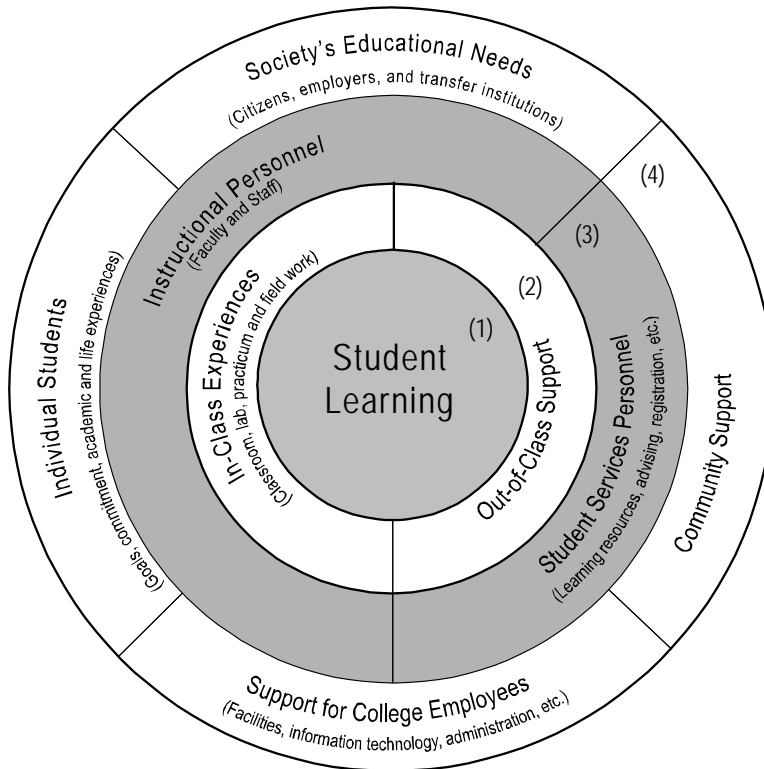 Society's Educational Needs
(Citizens, employers, and transfer institutions)
(4)
Instructional Personnel
(Faculty and Staff)
(3)
(2)
(1)
Student
Learning
In-Class Experiences
(Classroom, lab, practicum and field work)
Out-of-Class Support
Student Services Personnel
(Learning resources, advising, registration, etc.)
Individual Students
(Goals, commitment, academic and life experiences)
Community Support
Support for College Employees
(Facilities, information technology, administration, etc.)